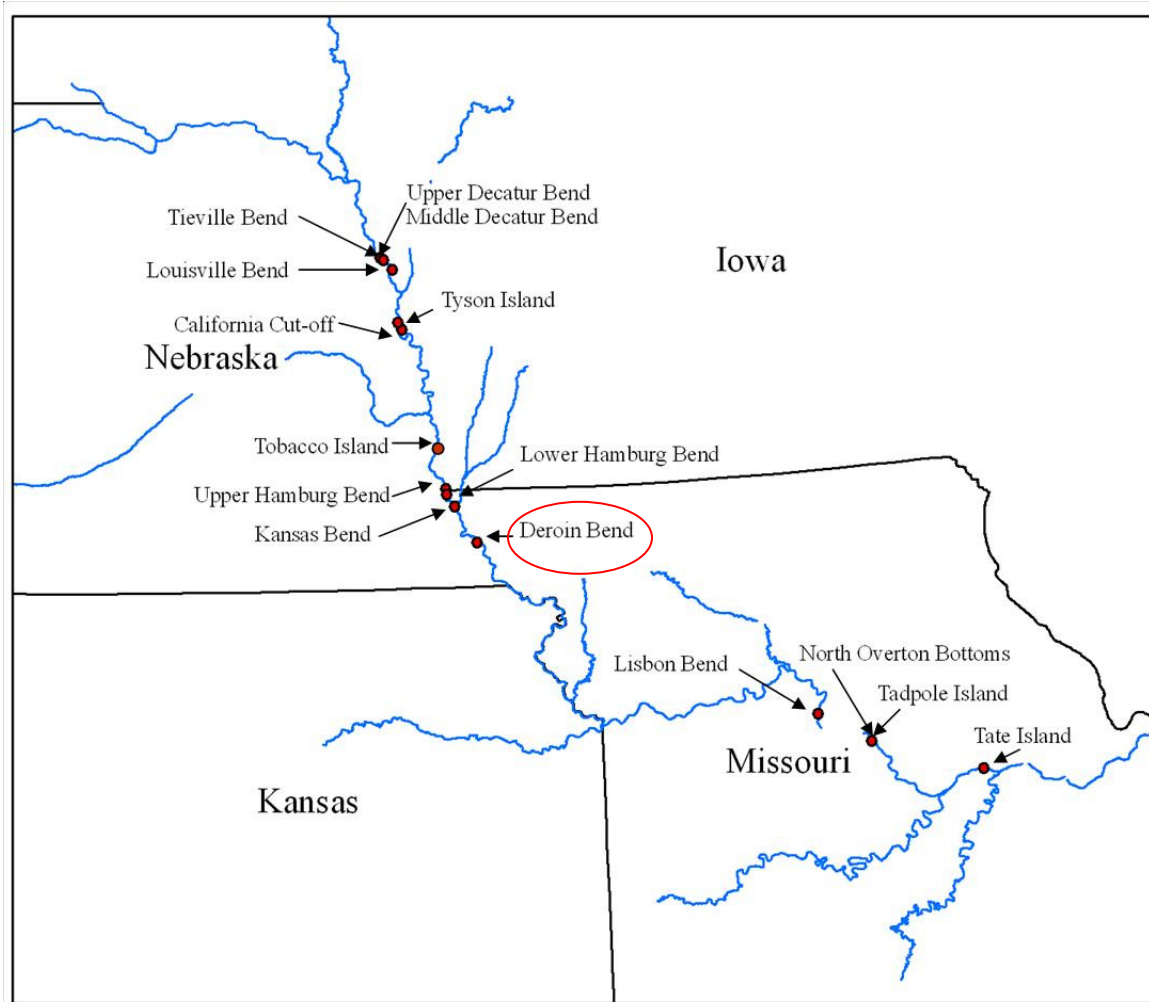 Upper Decatur Bend
Middle Decatur Bend
Tieville Bend
Iowa
Louisville Bend
Tyson Island
California Cut-off
Nebraska
Tobacco Island
Lower Hamburg Bend
Upper Hamburg Bend
Kansas Bend
Deroin Bend
Lisbon Bend
North Overton Bottoms
Tadpole Island
Tate Island
Missouri
Kansas